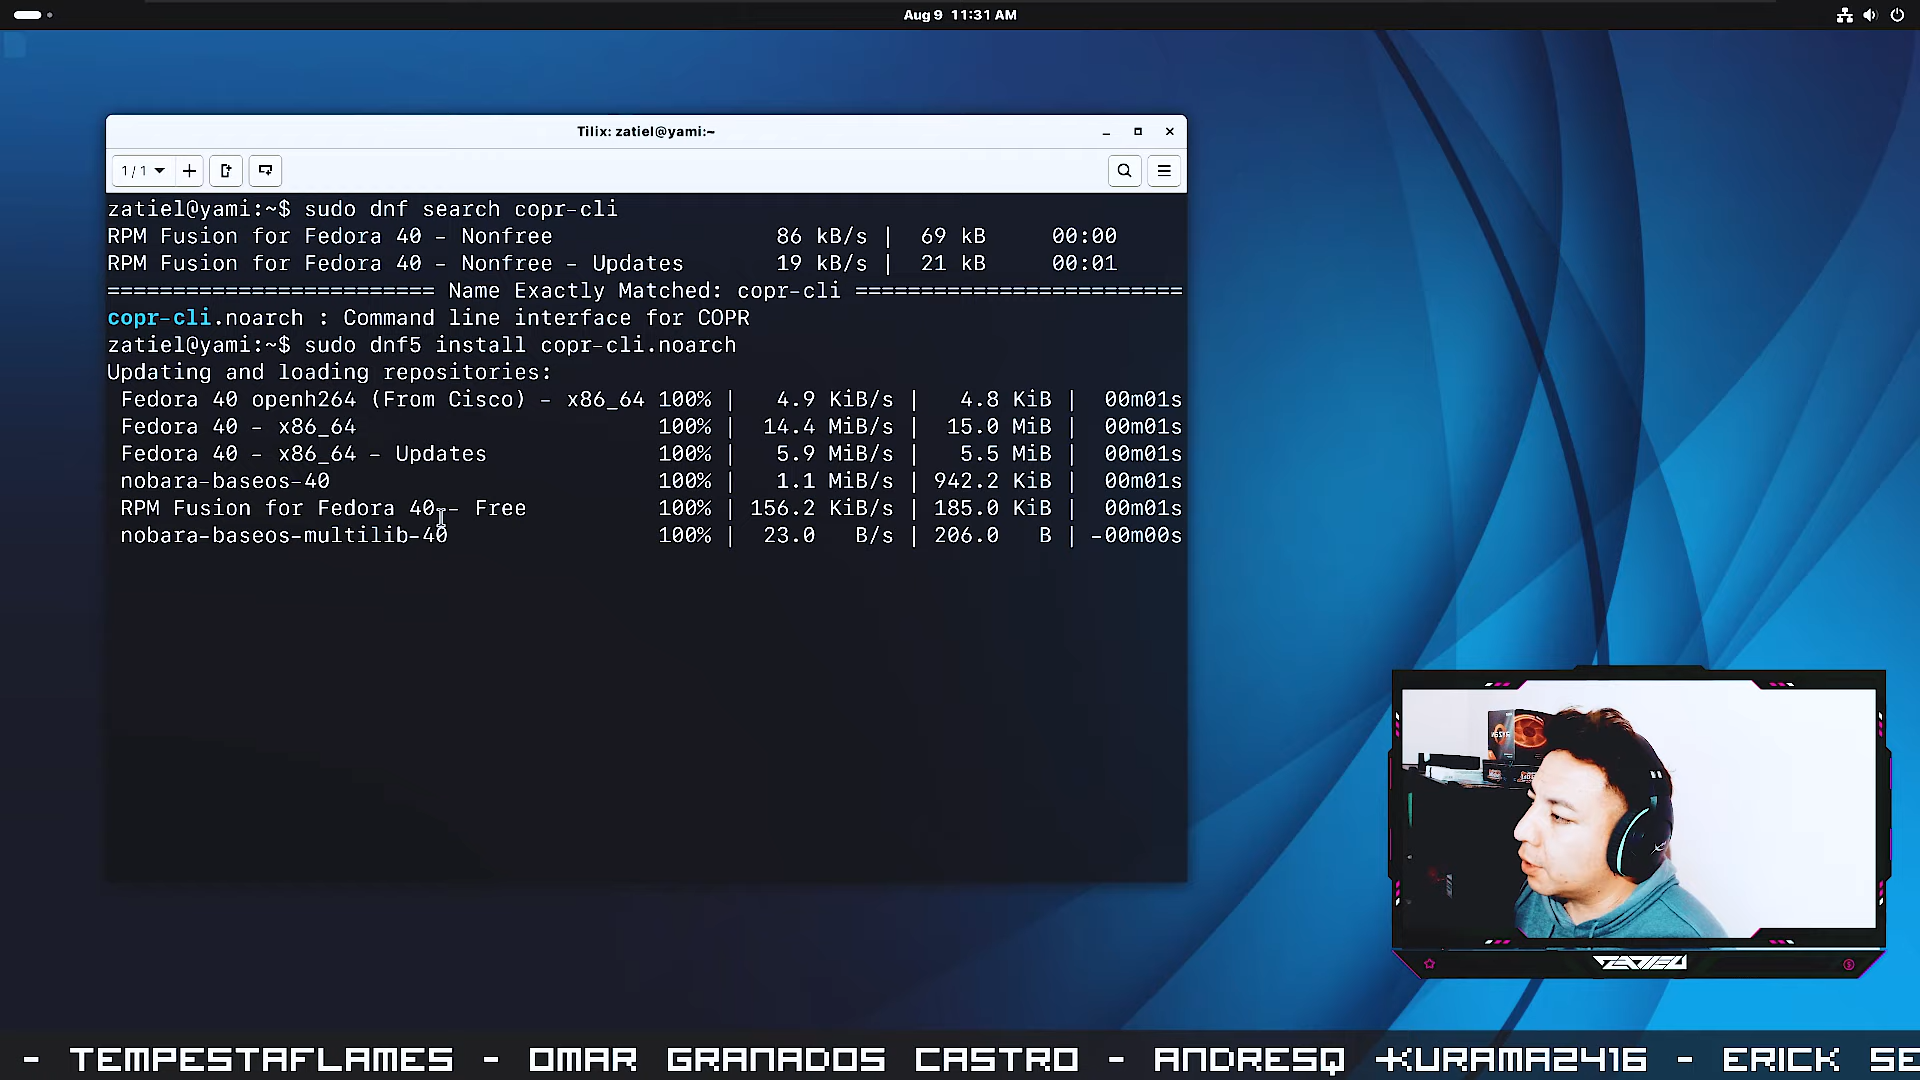 Aug 9 11:31 AM
Tilix: zatiel@yami:~
1 / 1
zatiel@yami:~$ sudo dnf search copr-cli
RPM Fusion for Fedora 40 - Nonfree 86 kB/s | 69 kB 00:00
RPM Fusion for Fedora 40 - Nonfree - Updates 19 kB/s | 21 kB 00:01
========================= Name Exactly Matched: copr-cli =========================
copr-cli.noarch : Command line interface for COPR
zatiel@yami:~$ sudo dnf5 install copr-cli.noarch
Updating and loading repositories:
Fedora 40 openh264 (From Cisco) - x86_64 100% | 4.9 KiB/s | 4.8 KiB | 00m01s
Fedora 40 - x86_64 100% | 14.4 MiB/s | 15.0 MiB | 00m01s
Fedora 40 - x86_64 - Updates 100% | 5.9 MiB/s | 5.5 MiB | 00m01s
nobara-baseos-40 100% | 1.1 MiB/s | 942.2 KiB | 00m01s
RPM Fusion for Fedora 40 - Free 100% | 156.2 KiB/s | 185.0 KiB | 00m01s
nobara-baseos-multilib-40 100% | 23.0 B/s | 206.0 B | -00m00s
RYZEN
ZATIEL
- TEMPESTAFLAMES - OMAR GRANADOS CASTRO - ANDRESQ +KURAMA2416 - ERICK SE